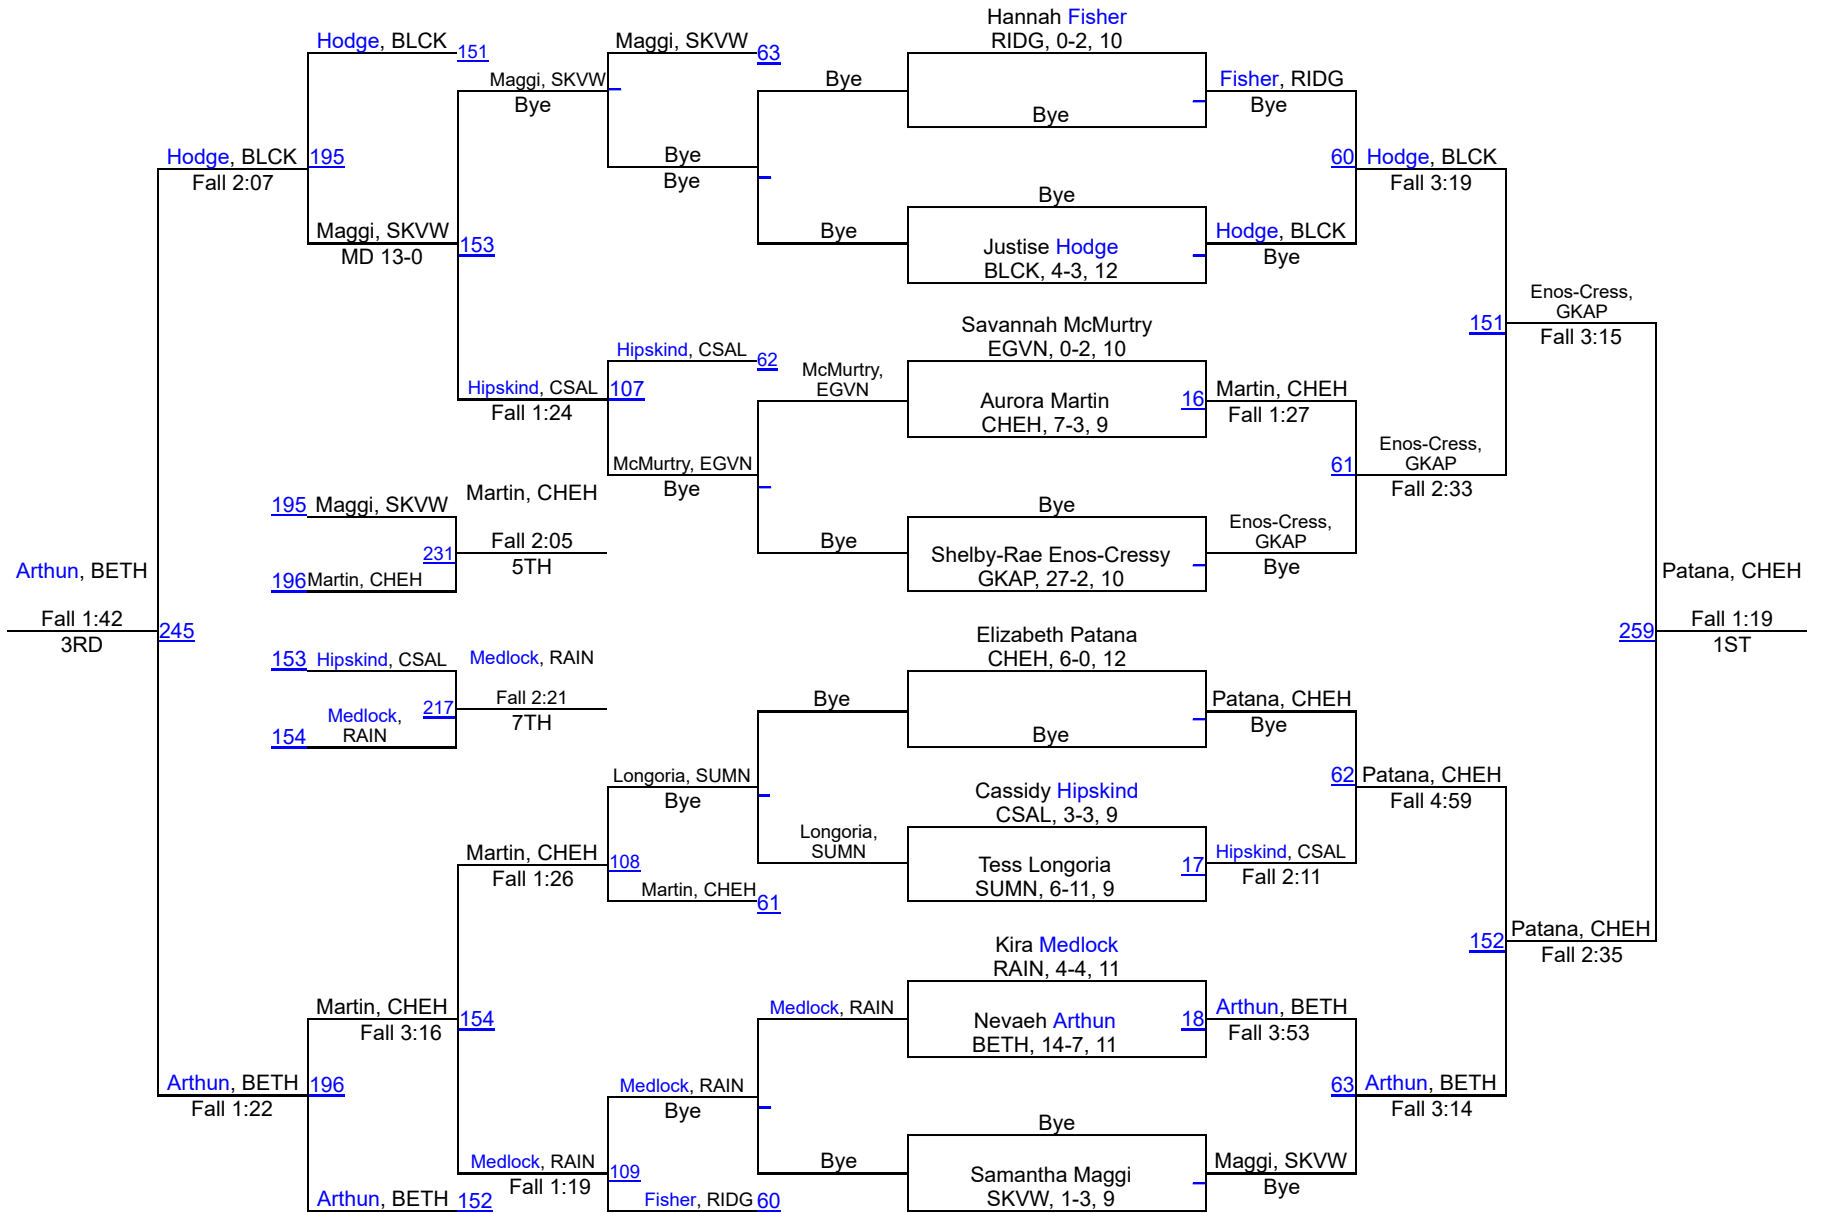 Hannah Fisher
RIDG, 0-2, 10
Hodge, BLCK
151
Maggi, SKVW
63
Maggi, SKVW
Bye
Bye
Bye
Fisher, RIDG
Bye
Hodge, BLCK
195
Fall 2:07
Bye
Bye
60
Hodge, BLCK
Fall 3:19
Bye
Maggi, SKVW
153
MD 13-0
Bye
Justise Hodge
BLCK, 4-3, 12
Hodge, BLCK
Bye
Enos-Cress,
GKAP
151
Fall 3:15
Savannah McMurtry
EGVN, 0-2, 10
Hipskind, CSAL
62
McMurtry,
EGVN
Hipskind, CSAL
107
Fall 1:24
Aurora Martin
CHEH, 7-3, 9
16
Martin, CHEH
Fall 1:27
McMurtry, EGVN
Bye
61
Enos-Cress,
GKAP
Fall 2:33
195
Maggi, SKVW
Martin, CHEH
Bye
231
Fall 2:05
5TH
196
Martin, CHEH
Bye
Shelby-Rae Enos-Cressy
GKAP, 27-2, 10
Enos-Cress,
GKAP
Bye
Arthun, BETH
Fall 1:42
3RD
245
Patana, CHEH
259
Fall 1:19
1ST
Elizabeth Patana
CHEH, 6-0, 12
153
Hipskind, CSAL
Medlock, RAIN
217
Fall 2:21
7TH
Medlock,
RAIN
154
Bye
Bye
Patana, CHEH
Bye
Longoria, SUMN
Bye
62
Patana, CHEH
Fall 4:59
Cassidy Hipskind
CSAL, 3-3, 9
Longoria,
SUMN
Martin, CHEH
108
Fall 1:26
Tess Longoria
SUMN, 6-11, 9
17
Hipskind, CSAL
Fall 2:11
Martin, CHEH
61
Kira Medlock
RAIN, 4-4, 11
152
Patana, CHEH
Fall 2:35
Martin, CHEH
154
Fall 3:16
Medlock, RAIN
Nevaeh Arthun
BETH, 14-7, 11
18
Arthun, BETH
Fall 3:53
Arthun, BETH
196
Fall 1:22
Medlock, RAIN
Bye
63
Arthun, BETH
Fall 3:14
Bye
Medlock, RAIN
109
Fall 1:19
Bye
Samantha Maggi
SKVW, 1-3, 9
Maggi, SKVW
Bye
Arthun, BETH
152
Fisher, RIDG
60